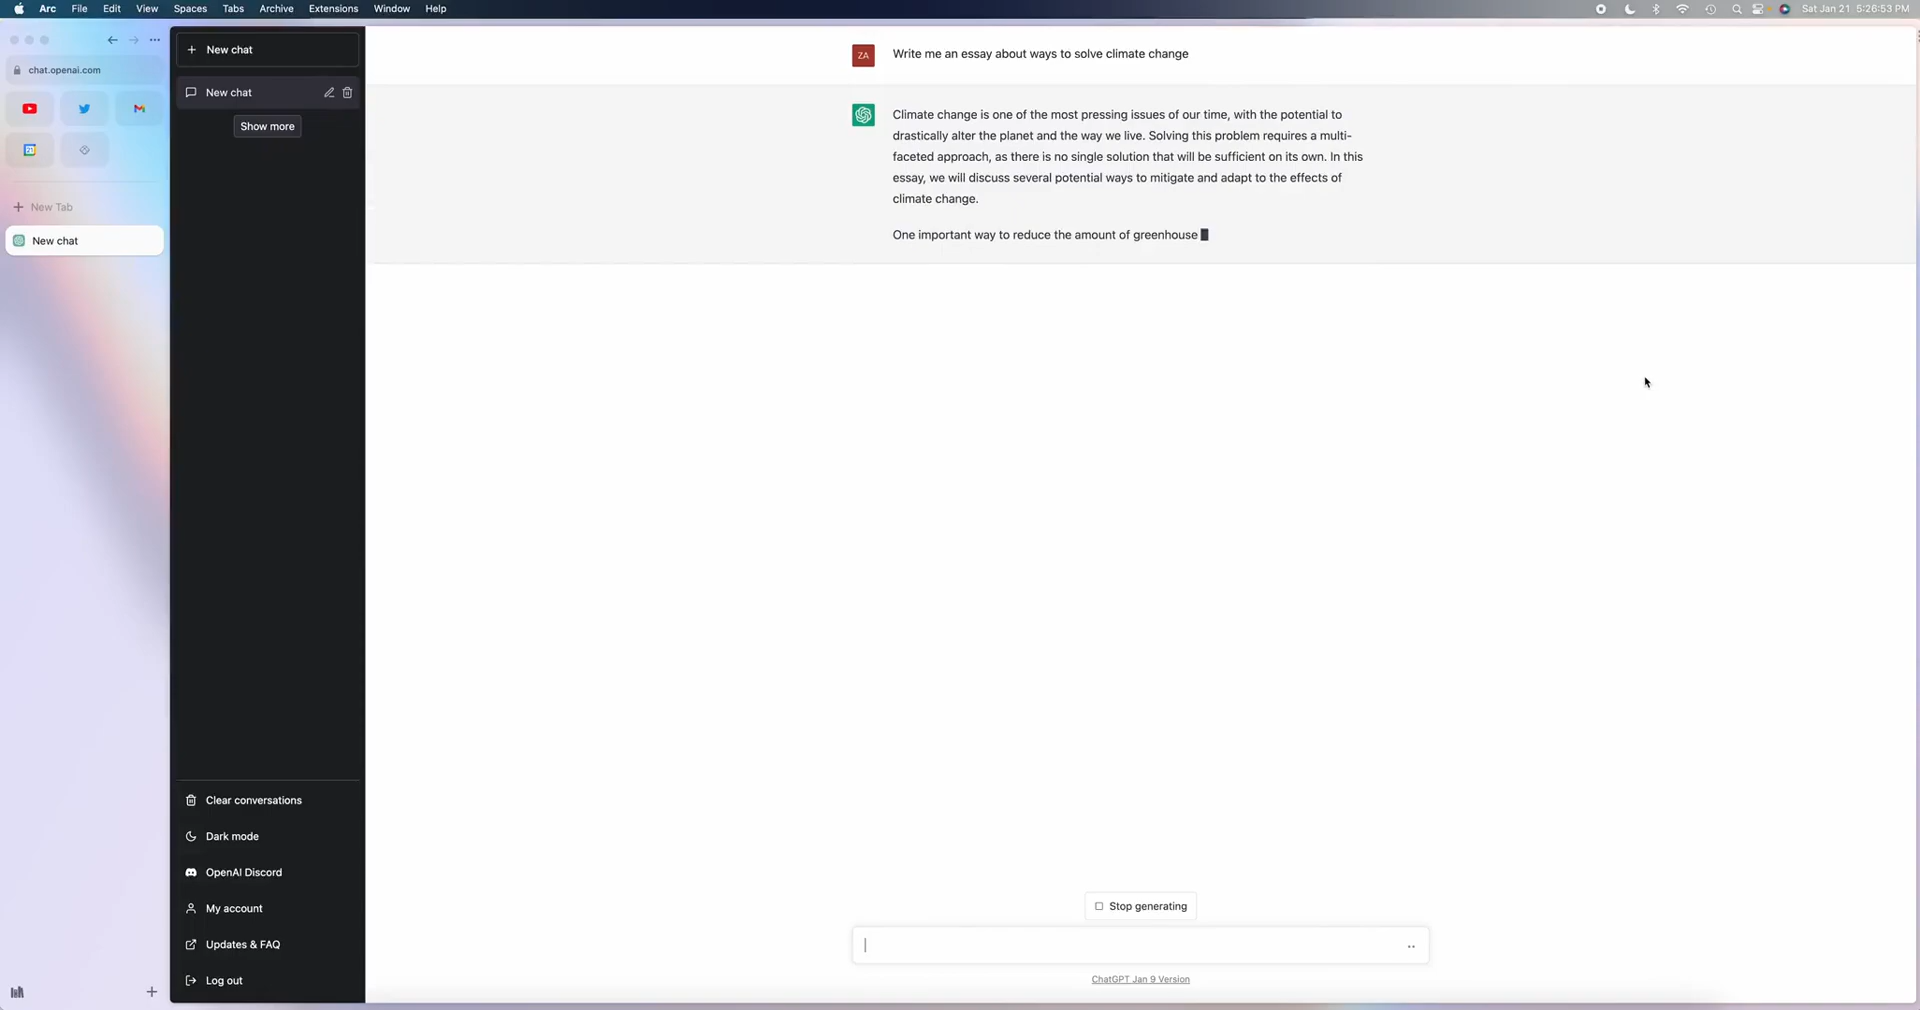 Arc File Edit View Spaces Tabs Archive Extensions Window Help
Sat Jan 21 5:26:53 PM
chat.openai.com
21
New Tab
New chat
New chat
New chat
Show more
Clear conversations
Dark mode
OpenAI Discord
My account
Updates & FAQ
Log out
ZA
Write me an essay about ways to solve climate change
Climate change is one of the most pressing issues of our time, with the potential to
drastically alter the planet and the way we live. Solving this problem requires a multi-
faceted approach, as there is no single solution that will be sufficient on its own. In this
essay, we will discuss several potential ways to mitigate and adapt to the effects of
climate change.
One important way to reduce the amount of greenhouse
Stop generating
ChatGPT Jan 9 Version